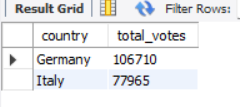 Result Grid Filter Rows:
country total_votes
Germany 106710
Italy 77965